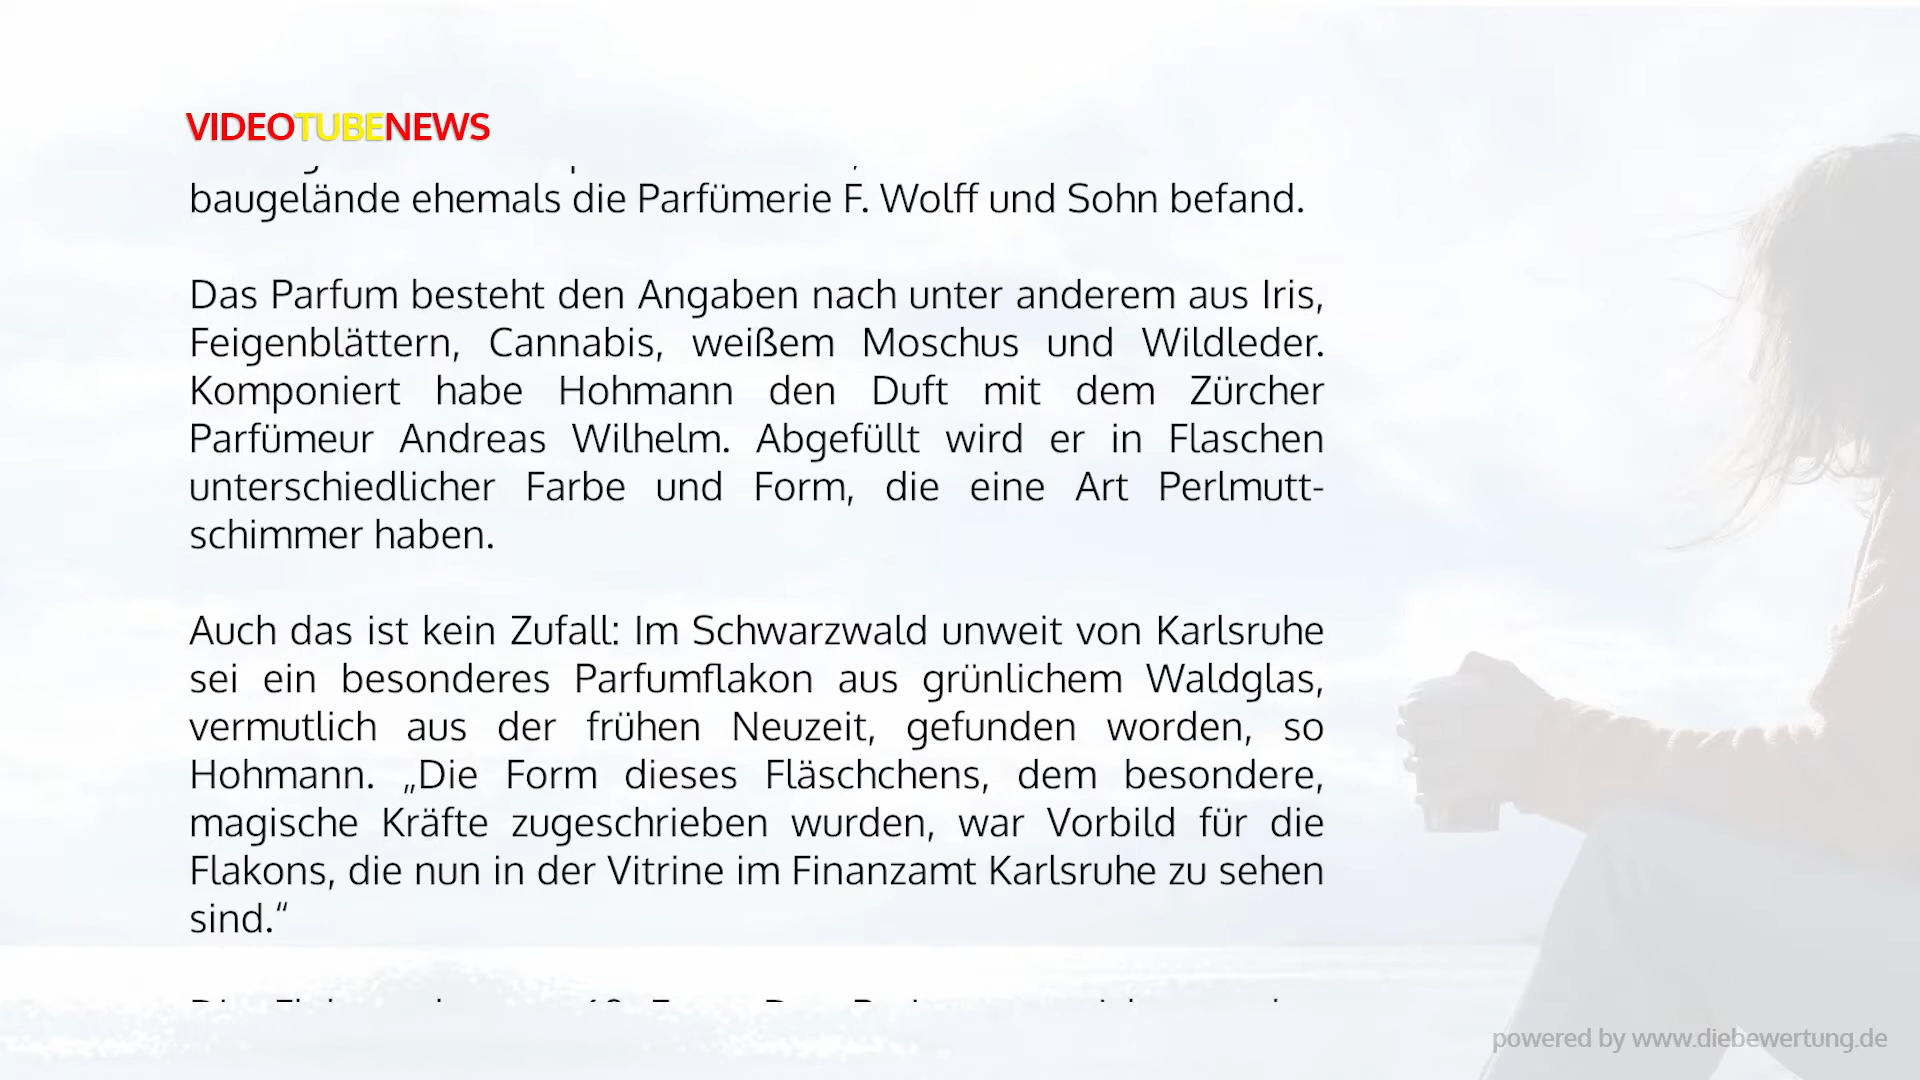 VIDEOTUBENEWS
baugelände ehemals die Parfümerie F. Wolff und Sohn befand.
Das Parfum besteht den Angaben nach unter anderem aus Iris,
Feigenblättern, Cannabis, weißem Moschus und Wildleder.
Komponiert habe Hohmann den Duft mit dem Zürcher
Parfümeur Andreas Wilhelm. Abgefüllt wird er in Flaschen
unterschiedlicher Farbe und Form, die eine Art Perlmutt-
schimmer haben.
Auch das ist kein Zufall: Im Schwarzwald unweit von Karlsruhe
sei ein besonderes Parfumflakon aus grünlichem Waldglas,
vermutlich aus der frühen Neuzeit, gefunden worden, so
Hohmann. „Die Form dieses Fläschchens, dem besondere,
magische Kräfte zugeschrieben wurden, war Vorbild für die
Flakons, die nun in der Vitrine im Finanzamt Karlsruhe zu sehen
sind.“
powered by www.diebewertung.de